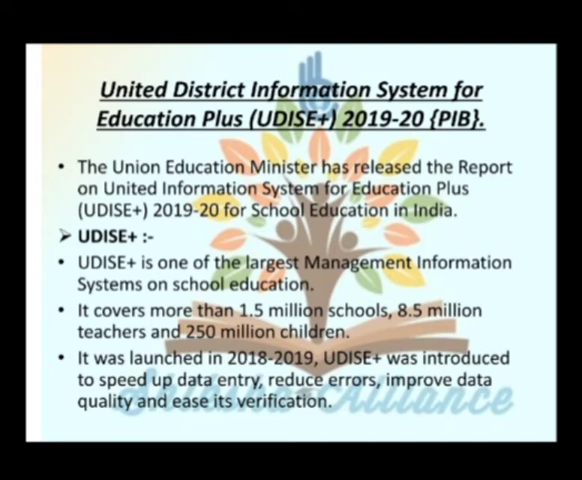 United District Information System for
Education Plus (UDISE+) 2019-20 {PIB}.
• The Union Education Minister has released the Report
on United Information System for Education Plus
(UDISE+) 2019-20 for School Education in India.
➤ UDISE+ :-
• UDISE+ is one of the largest Management Information
Systems on school education.
• It covers more than 1.5 million schools, 8.5 million
teachers and 250 million children.
• It was launched in 2018-2019, UDISE+ was introduced
to speed up data entry, reduce errors, improve data
quality and ease its verification.
Alliance